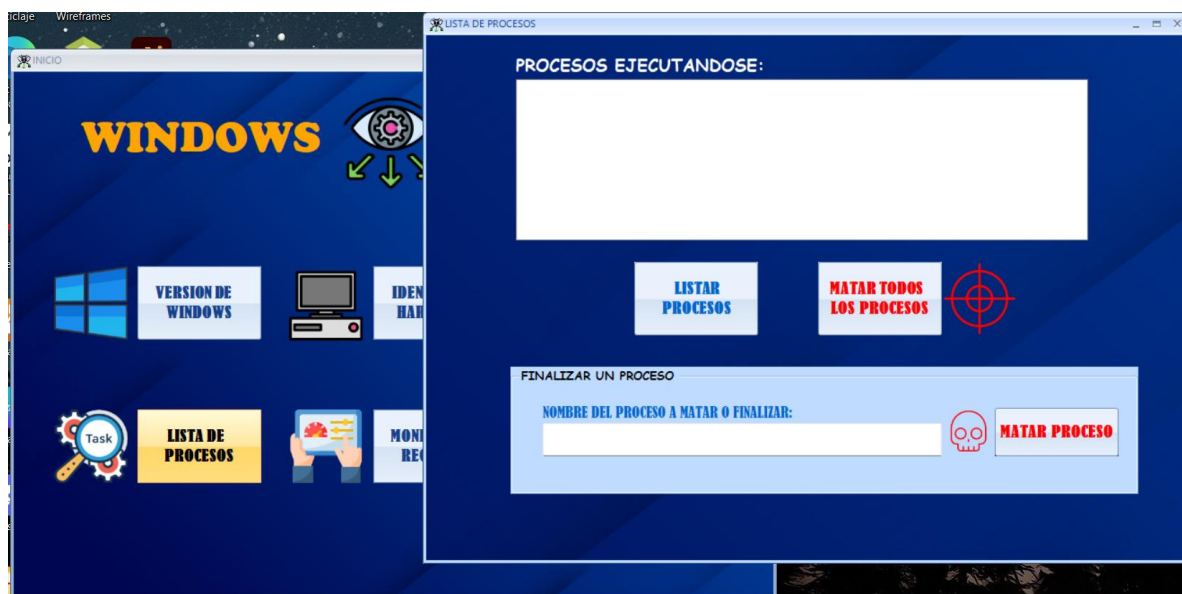 Wireframes
INICIO
WINDOWS
VERSION DE
WINDOWS
Task
LISTA DE
PROCESOS
LISTA DE PROCESOS
PROCESOS EJECUTANDOSE:
LISTAR
PROCESOS
MATAR TODOS
LOS PROCESOS
FINALIZAR UN PROCESO
NOMBRE DEL PROCESO A MATAR O FINALIZAR:
MATAR PROCESO